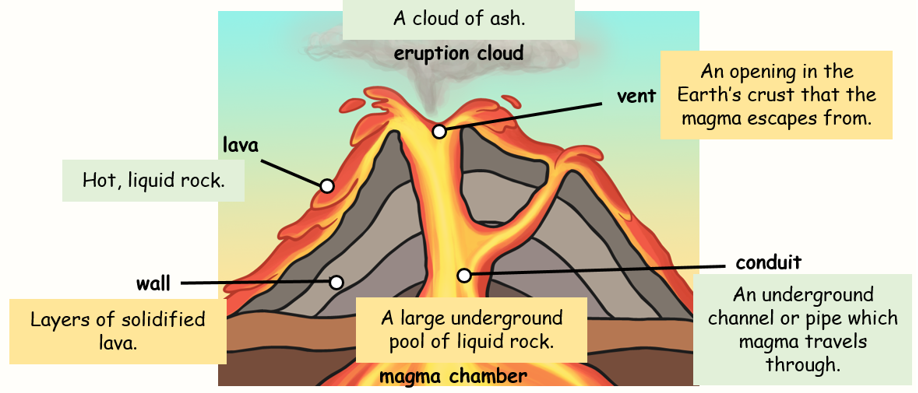 A cloud of ash.
eruption cloud
vent
An opening in the
Earth's crust that the
magma escapes from.
lava
Hot, liquid rock.
wall
Layers of solidified
lava.
A large underground
pool of liquid rock.
magma chamber
conduit
An underground
channel or pipe which
magma travels
through.